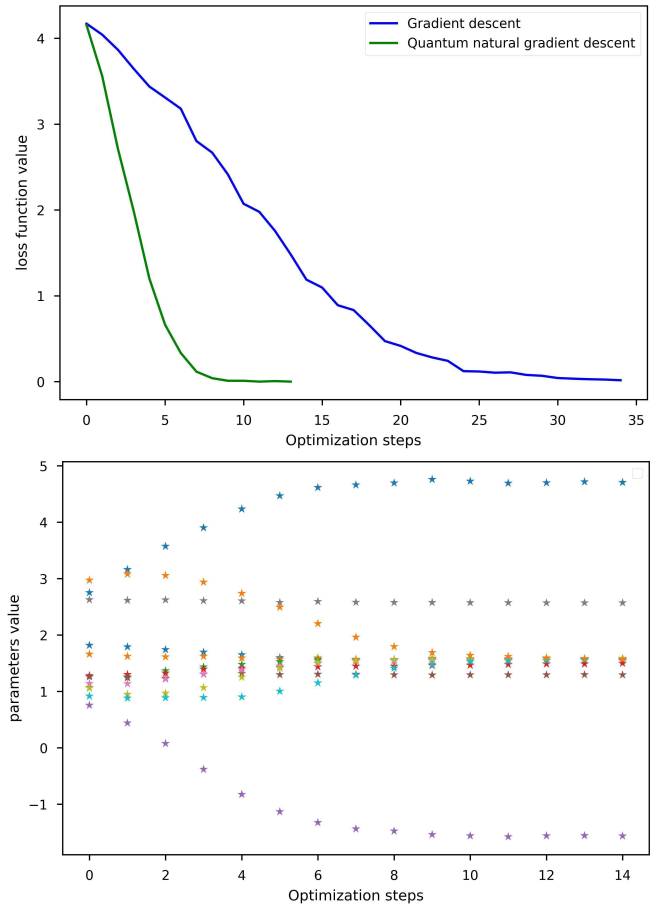 4
3
2
1
0
loss function value
Gradient descent
Quantum natural gradient descent
0 5 10 15 20 25 30 35
Optimization steps
5
4
3
2
1
0
−1
parameters value
0 2 4 6 8 10 12 14
Optimization steps